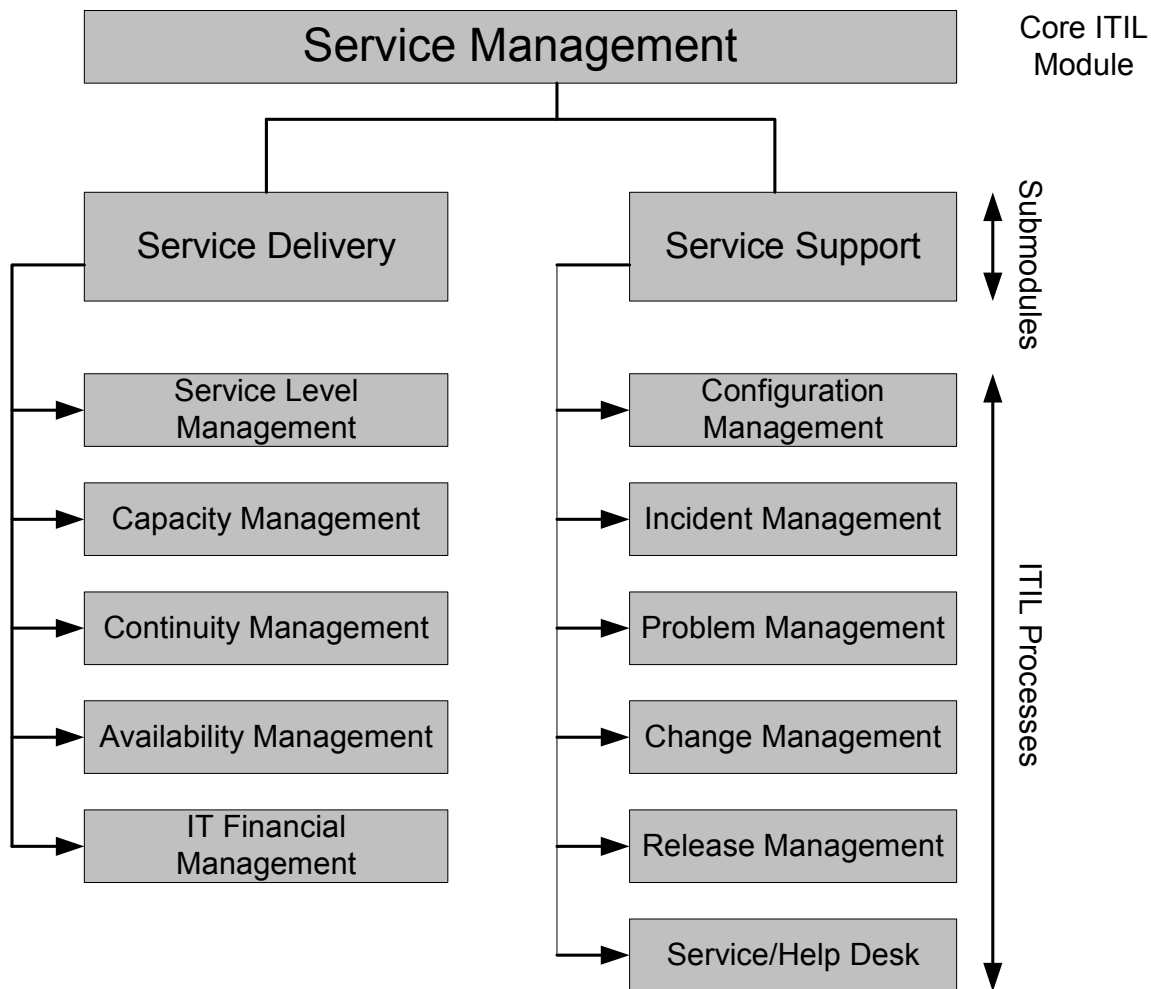 Service Management
Core ITIL
Module
Service Delivery
Service Support
Submodules
Service Level
Management
Configuration
Management
Capacity Management
Incident Management
Continuity Management
Problem Management
ITIL Processes
Availability Management
Change Management
IT Financial
Management
Release Management
Service/Help Desk